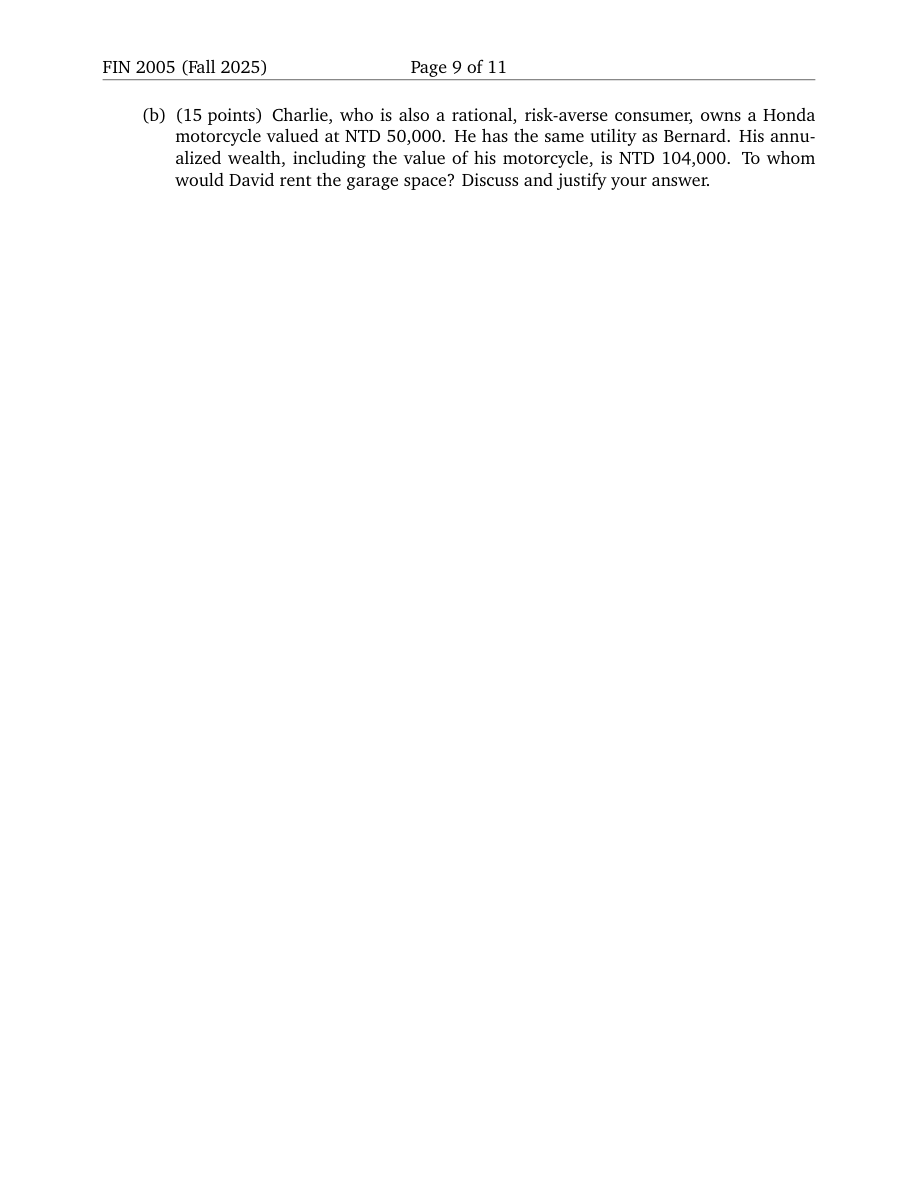 FIN 2005 (Fall 2025) Page 9 of 11
(b) (15 points) Charlie, who is also a rational, risk-averse consumer, owns a Honda
motorcycle valued at NTD 50,000. He has the same utility as Bernard. His annu-
alized wealth, including the value of his motorcycle, is NTD 104,000. To whom
would David rent the garage space? Discuss and justify your answer.